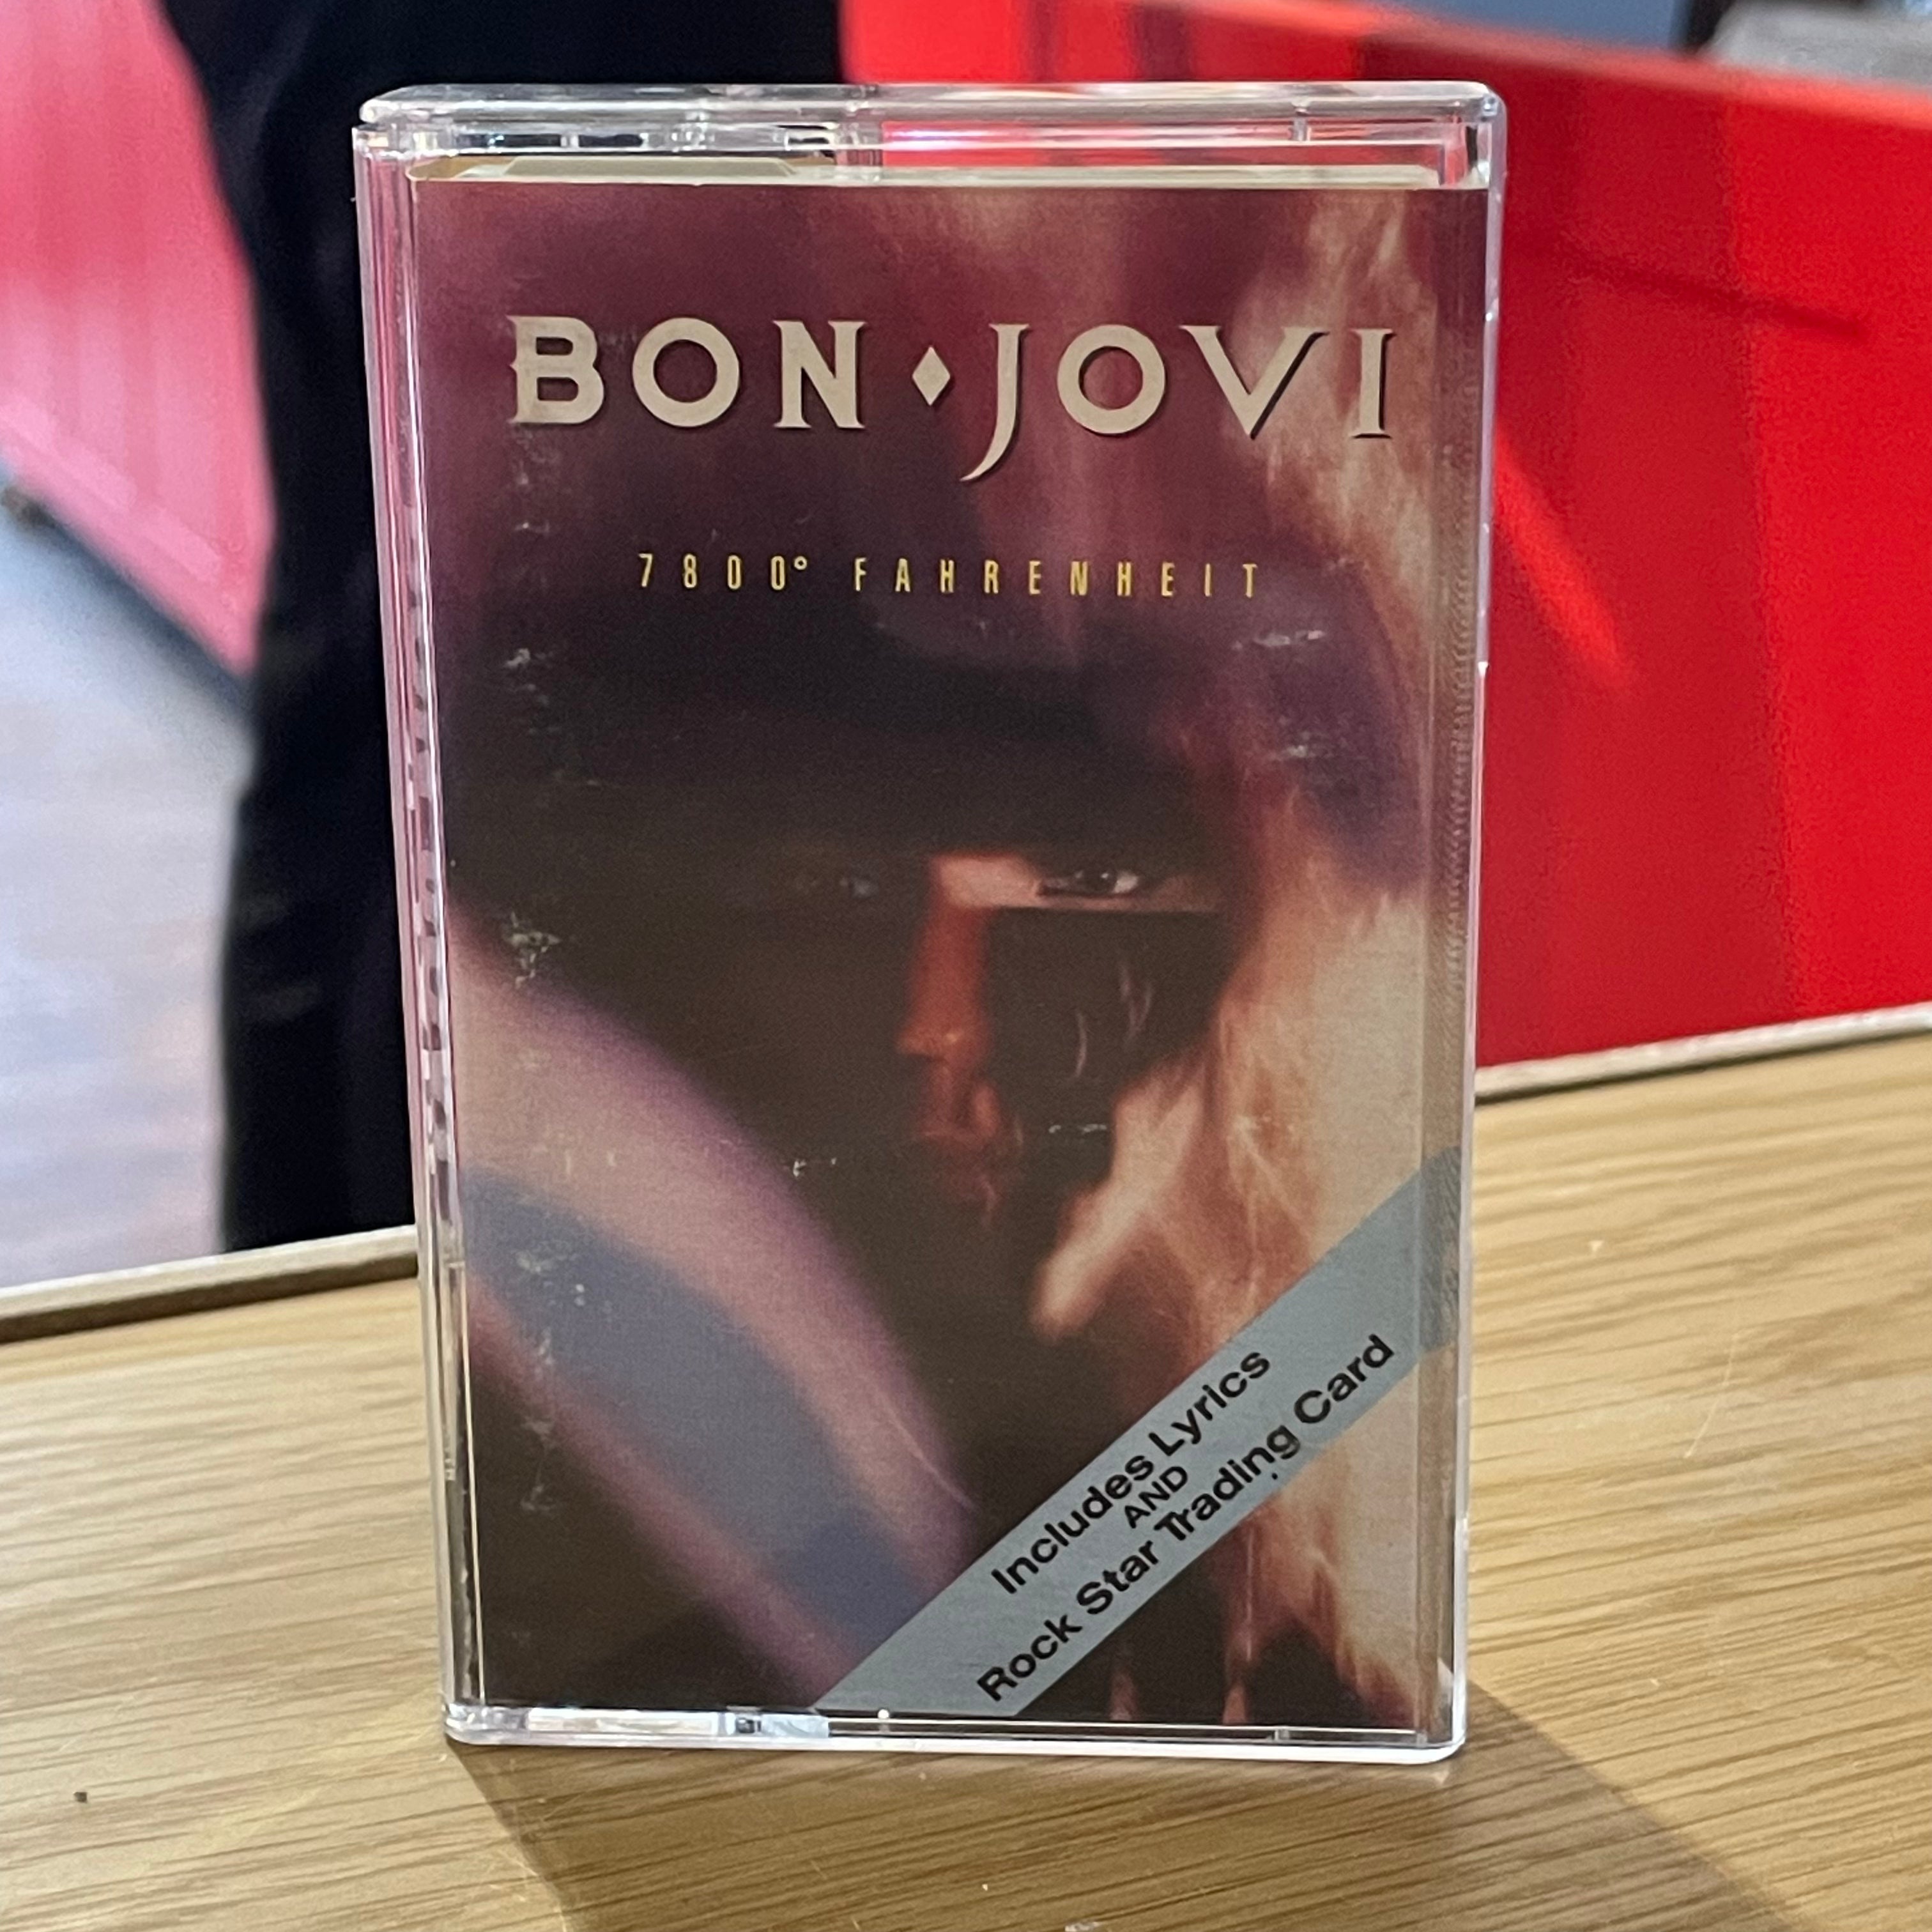 BON♦JOVI
7800° FAHRENHEIT
Includes Lyrics
AND
Rock Star Trading Card